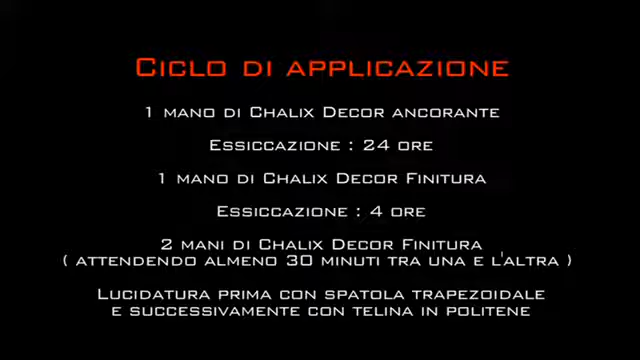 Ciclo di applicazione
1 mano di Chalix Decor ancorante
Essiccazione : 24 ore
1 mano di Chalix Decor Finitura
Essiccazione : 4 ore
2 mani di Chalix Decor Finitura
( attendendo almeno 30 minuti tra una e l'altra )
Lucidatura prima con spatola trapezoidale
e successivamente con telina in politene